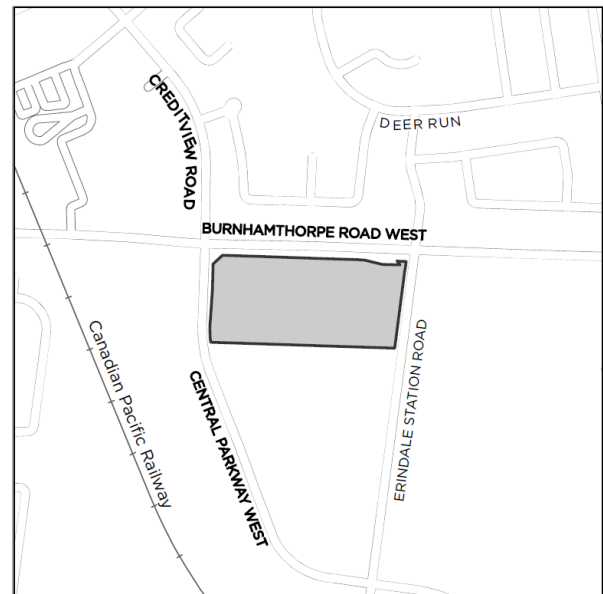 CREDITVIEW ROAD
DEER RUN
BURNHAMTHORPE ROAD WEST
Canadian Pacific Railway
CENTRAL PARKWAY WEST
ERINDALE STATION ROAD